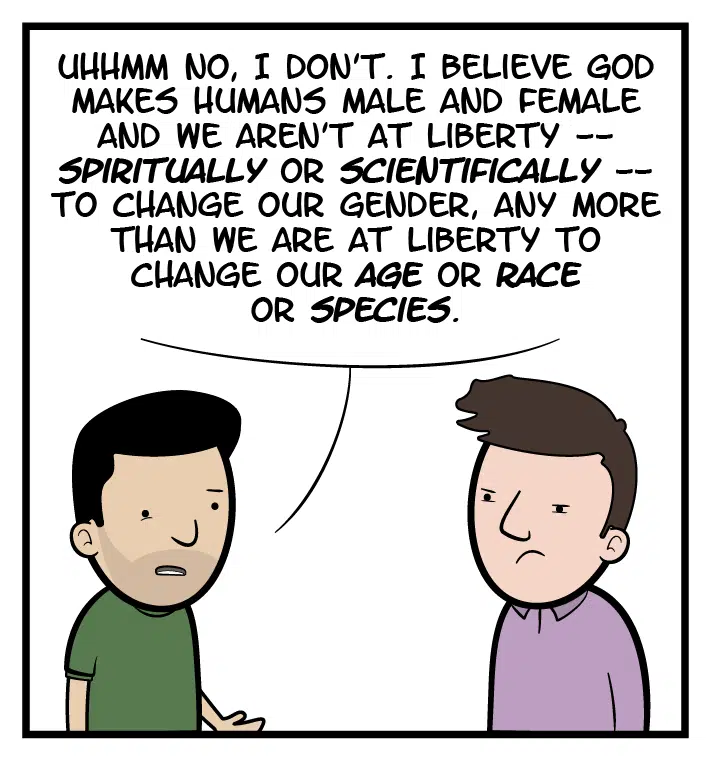 UHHMM NO, I DON'T. I BELIEVE GOD
MAKES HUMANS MALE AND FEMALE
AND WE AREN'T AT LIBERTY --
SPIRITUALLY OR SCIENTIFICALLY --
TO CHANGE OUR GENDER, ANY MORE
THAN WE ARE AT LIBERTY TO
CHANGE OUR AGE OR RACE
OR SPECIES.